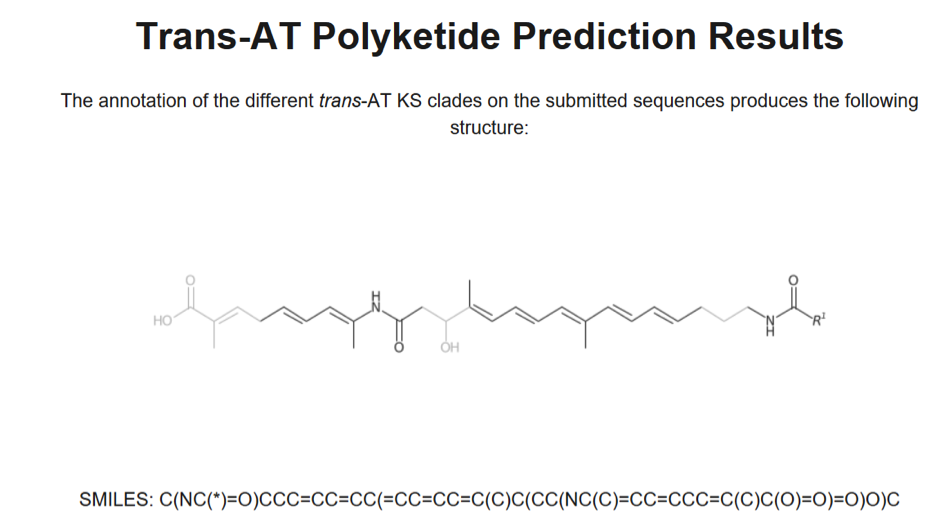 Trans-AT Polyketide Prediction Results
The annotation of the different trans-AT KS clades on the submitted sequences produces the following
structure:
O
HO
H
N
O
OH
O
N
H
R¹
SMILES: C(NC(*)=O)CCC=CC=CC(=CC=CC=C(C)C(CC(NC(C)=CC=CCC=C(C)C(O)=O)=O)O)C